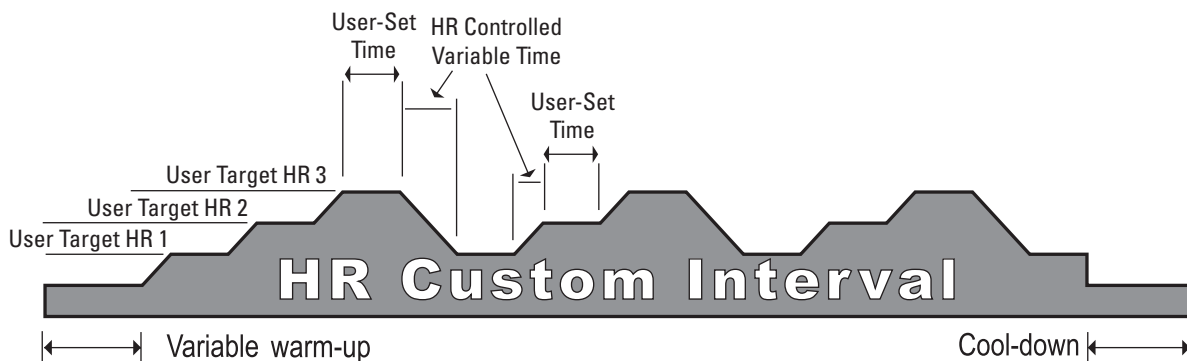 User-Set
Time
HR Controlled
Variable Time
User-Set
Time
User Target HR 3
User Target HR 2
User Target HR 1
HR Custom Interval
Variable warm-up
Cool-down